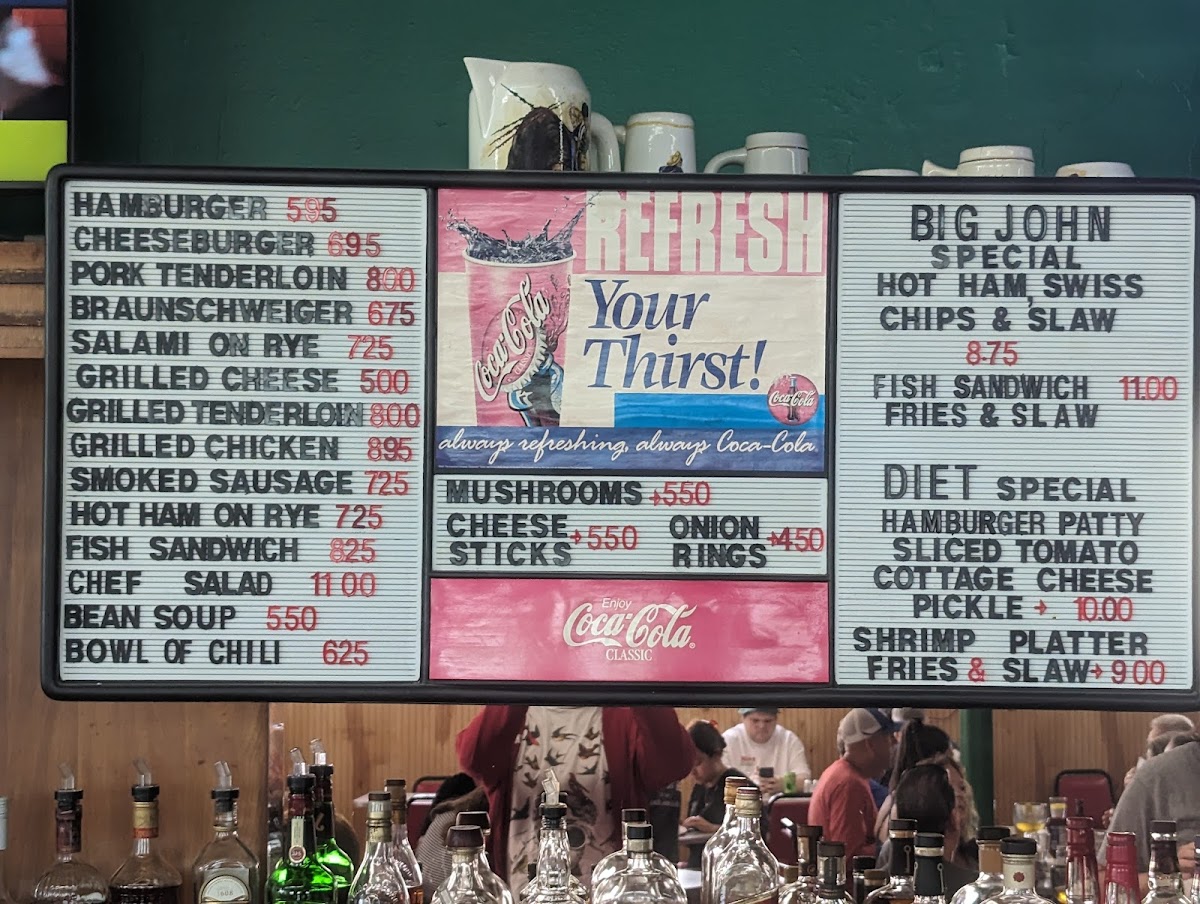 HAMBURGER 595
CHEESEBURGER 695
PORK TENDERLOIN 800
BRAUNSCHWEIGER 675
SALAMI ON RYE 725
GRILLED CHEESE 500
GRILLED TENDERLOIN 800
GRILLED CHICKEN 895
SMOKED SAUSAGE 725
HOT HAM ON RYE 725
FISH SANDWICH 825
CHEF SALAD 11 00
BEAN SOUP 550
BOWL OF CHILI 625
REFRESH
Your
Thirst!
Coca-Cola
Coca-Cola
always refreshing, always Coca-Cola
MUSHROOMS →550
CHEESE STICKS →550
ONION RINGS →450
Enjoy
Coca-Cola
CLASSIC
BIG JOHN
SPECIAL
HOT HAM, SWISS
CHIPS & SLAW
8.75
FISH SANDWICH 11.00
FRIES & SLAW
DIET SPECIAL
HAMBURGER PATTY
SLICED TOMATO
COTTAGE CHEESE
PICKLE → 10.00
SHRIMP PLATTER
FRIES & SLAW → 9 00